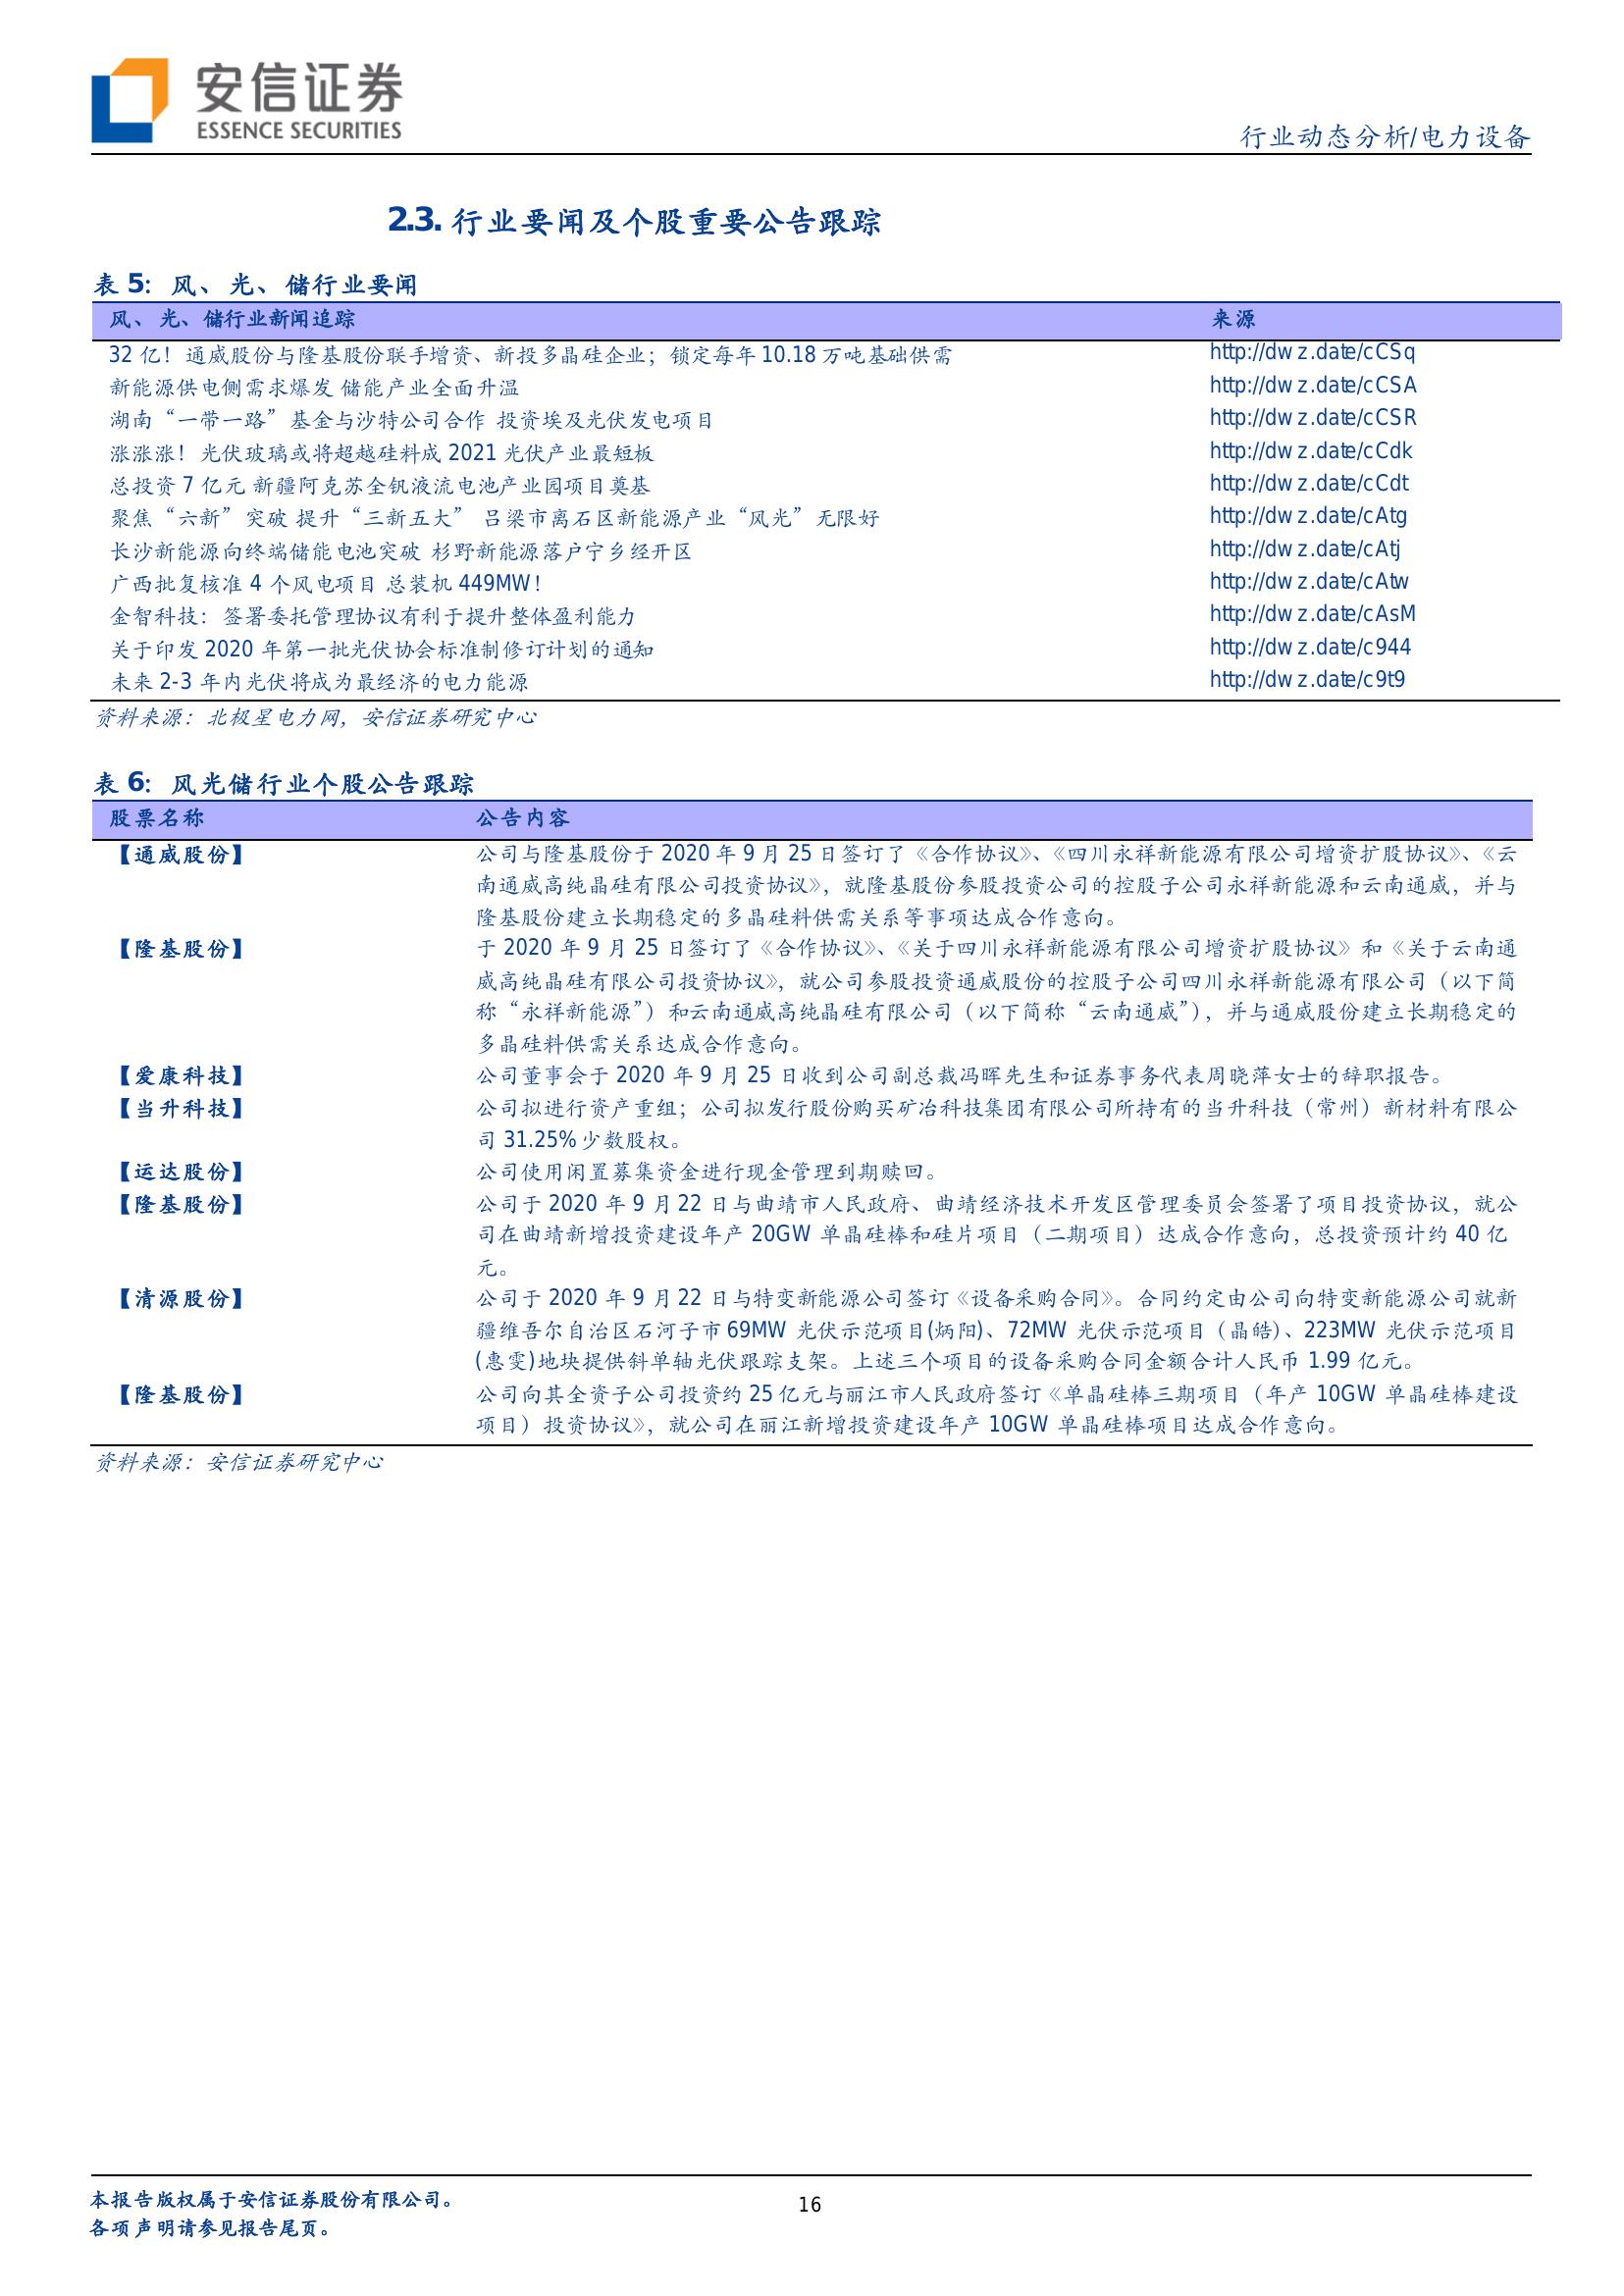 安信证券
ESSENCE SECURITIES
行业动态分析/电力设备
2.3. 行业要闻及个股重要公告跟踪
表 5：风、光、储行业要闻
风、光、储行业新闻追踪 来源
32 亿！通威股份与隆基股份联手增资、新投多晶硅企业；锁定每年 10.18 万吨基础供需 http://dwz.date/cCSq
新能源供电侧需求爆发 储能产业全面升温 http://dwz.date/cCSA
湖南“一带一路”基金与沙特公司合作 投资埃及光伏发电项目 http://dwz.date/cCSR
涨涨涨！光伏玻璃或将超越硅料成 2021 光伏产业最短板 http://dwz.date/cCdk
总投资 7 亿元 新疆阿克苏全钒液流电池产业园项目奠基 http://dwz.date/cCdt
聚焦“六新”突破 提升“三新五大” 吕梁市离石区新能源产业“风光”无限好 http://dwz.date/cAtg
长沙新能源向终端储能电池突破 杉野新能源落户宁乡经开区 http://dwz.date/cAtj
广西批复核准 4 个风电项目 总装机 449MW！ http://dwz.date/cAtw
金智科技：签署委托管理协议有利于提升整体盈利能力 http://dwz.date/cAsM
关于印发 2020 年第一批光伏协会标准制修订计划的通知 http://dwz.date/c944
未来 2-3 年内光伏将成为最经济的电力能源 http://dwz.date/c9t9
资料来源：北极星电力网，安信证券研究中心
表 6：风光储行业个股公告跟踪
股票名称 公告内容
【通威股份】 公司与隆基股份于 2020 年 9 月 25 日签订了《合作协议》、《四川永祥新能源有限公司增资扩股协议》、《云
南通威高纯晶硅有限公司投资协议》，就隆基股份参股投资公司的控股子公司永祥新能源和云南通威，并与
隆基股份建立长期稳定的多晶硅料供需关系等事项达成合作意向。
【隆基股份】 于 2020 年 9 月 25 日签订了《合作协议》、《关于四川永祥新能源有限公司增资扩股协议》和《关于云南通
威高纯晶硅有限公司投资协议》，就公司参股投资通威股份的控股子公司四川永祥新能源有限公司（以下简
称“永祥新能源”）和云南通威高纯晶硅有限公司（以下简称“云南通威”），并与通威股份建立长期稳定的
多晶硅料供需关系达成合作意向。
【爱康科技】 公司董事会于 2020 年 9 月 25 日收到公司副总裁冯晖先生和证券事务代表周晓萍女士的辞职报告。
【当升科技】 公司拟进行资产重组；公司拟发行股份购买矿冶科技集团有限公司所持有的当升科技（常州）新材料有限公
司 31.25%少数股权。
【运达股份】 公司使用闲置募集资金进行现金管理到期赎回。
【隆基股份】 公司于 2020 年 9 月 22 日与曲靖市人民政府、曲靖经济技术开发区管理委员会签署了项目投资协议，就公
司在曲靖新增投资建设年产 20GW 单晶硅棒和硅片项目（二期项目）达成合作意向，总投资预计约 40 亿
元。
【清源股份】 公司于 2020 年 9 月 22 日与特变新能源公司签订《设备采购合同》。合同约定由公司向特变新能源公司就新
疆维吾尔自治区石河子市 69MW 光伏示范项目(炳阳)、72MW 光伏示范项目（晶皓)、223MW 光伏示范项目
(惠雯)地块提供斜单轴光伏跟踪支架。上述三个项目的设备采购合同金额合计人民币 1.99 亿元。
【隆基股份】 公司向其全资子公司投资约 25 亿元与丽江市人民政府签订《单晶硅棒三期项目（年产 10GW 单晶硅棒建设
项目）投资协议》，就公司在丽江新增投资建设年产 10GW 单晶硅棒项目达成合作意向。
资料来源：安信证券研究中心
本报告版权属于安信证券股份有限公司。
16
各项声明请参见报告尾页。